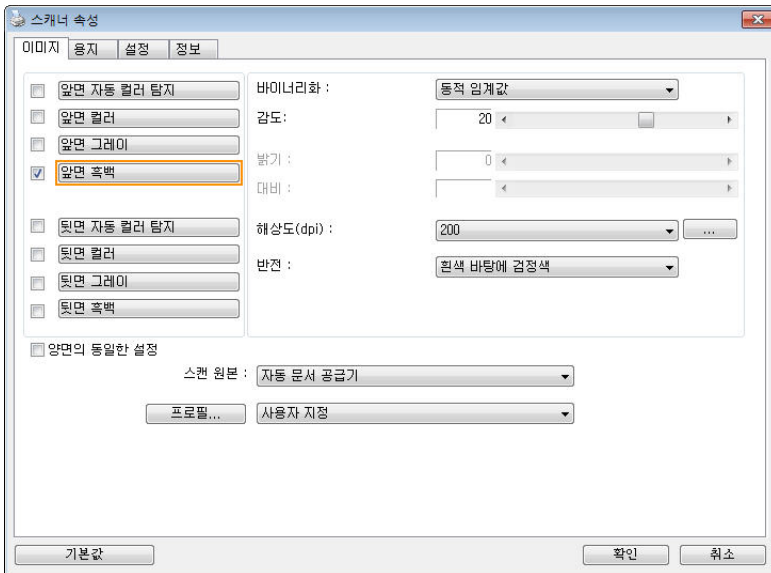 스캐너 속성
이미지 용지 설정 정보
앞면 자동 컬러 탐지
앞면 컬러
앞면 그레이
앞면 흑백
뒷면 자동 컬러 탐지
뒷면 컬러
뒷면 그레이
뒷면 흑백
바이너리화 : 동적 임계값
감도: 20
밝기 : 0
대비 :
해상도(dpi) : 200 ...
반전 : 흰색 바탕에 검정색
양면의 동일한 설정
스캔 원본 : 자동 문서 공급기
프로필... 사용자 지정
기본값 확인 취소